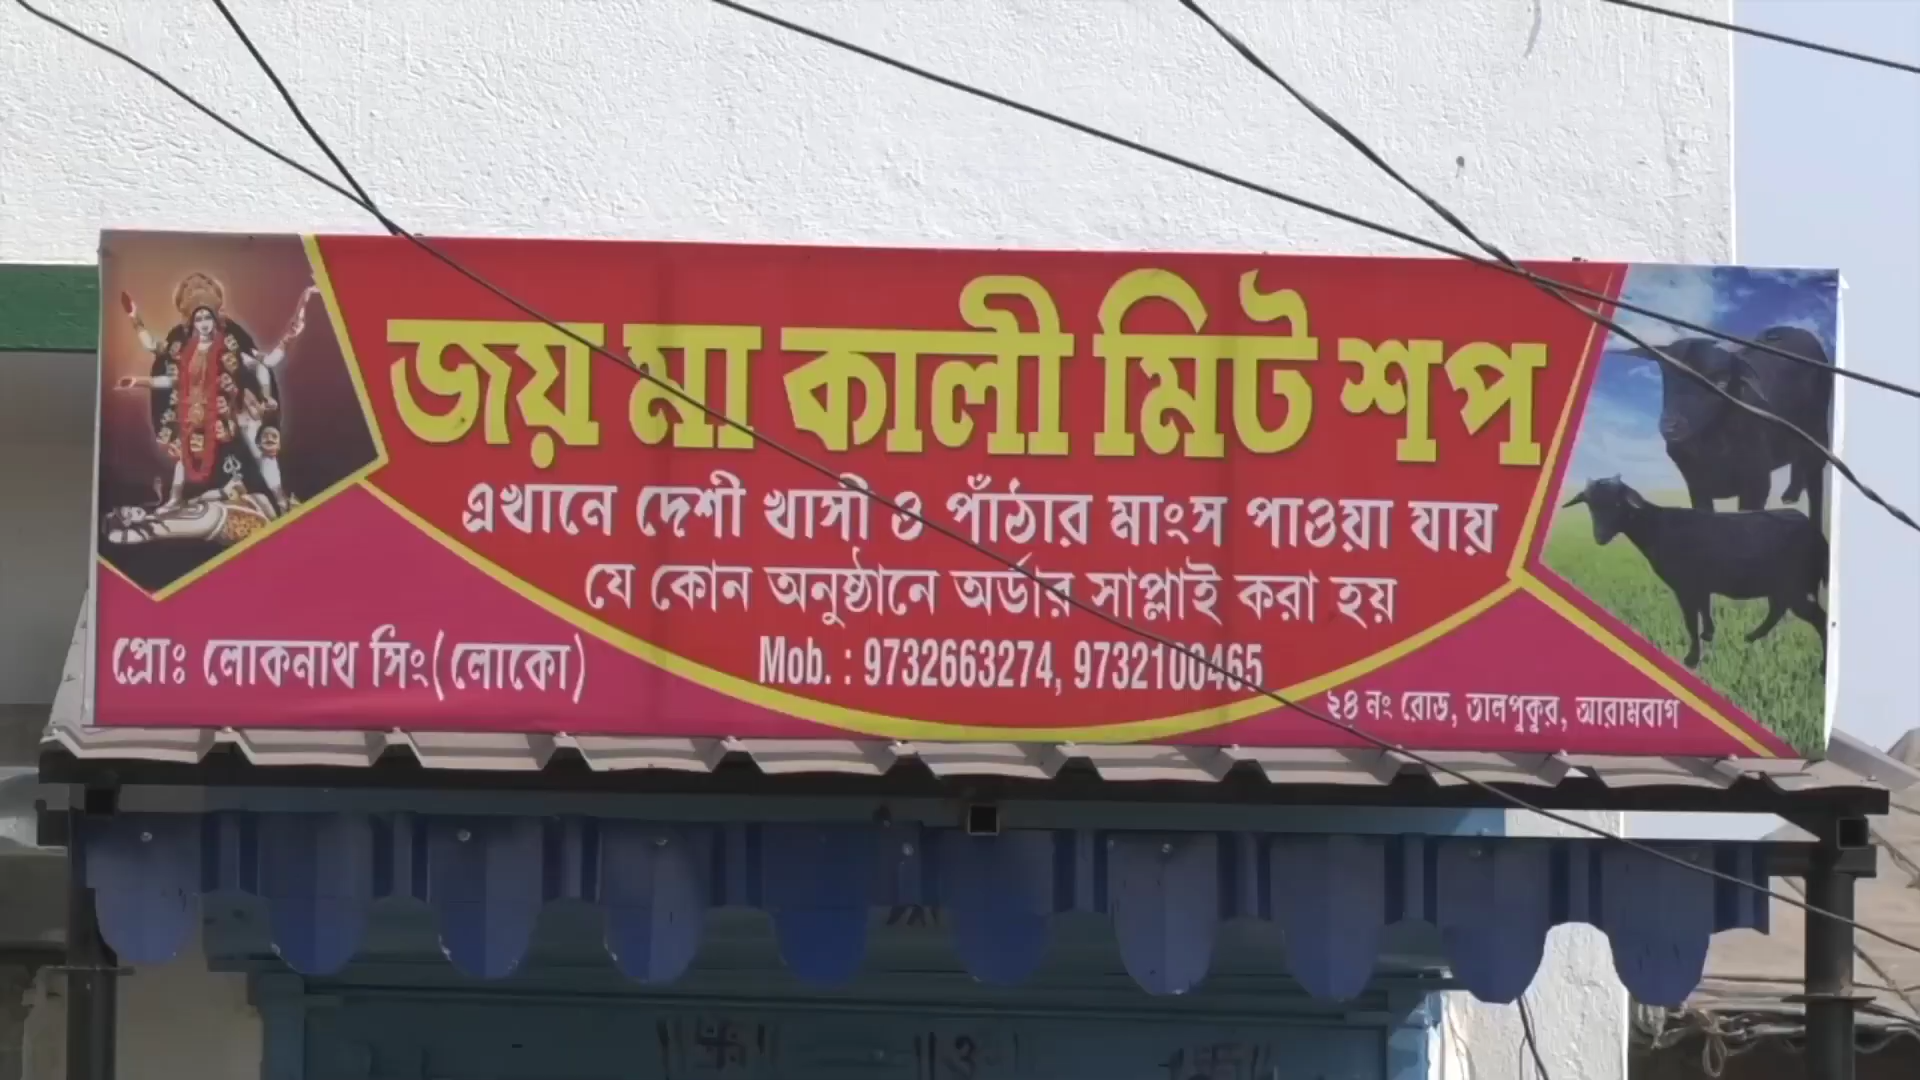 জয় মা কালী মিট শপ
এখানে দেশী খাসী ও পাঁঠার মাংস পাওয়া যায়
যে কোন অনুষ্ঠানে অর্ডার সাপ্লাই করা হয়
Mob. : 9732663274, 9732100465
প্রোঃ লোকনাথ সিং(লোকো)
২৪ নং রোড, তালপুকুর, আরামবাগ